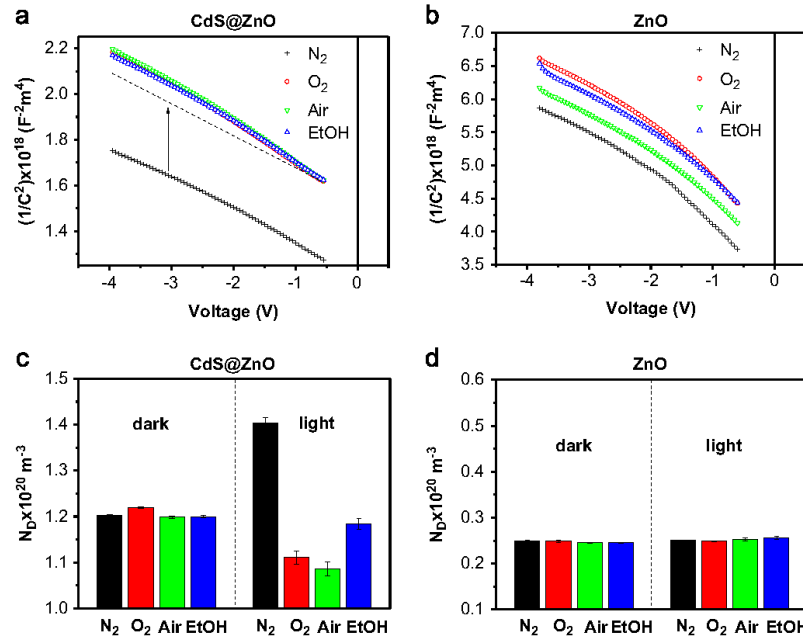 a
CdS@ZnO
(1/C²)x10¹⁸ (F⁻²m⁴)
2.2
2.0
1.8
1.6
1.4
N₂
O₂
Air
EtOH
-4
-3
-2
-1
0
Voltage (V)
b
ZnO
(1/C²)x10¹⁸ (F⁻²m⁴)
7.0
6.5
6.0
5.5
5.0
4.5
4.0
3.5
N₂
O₂
Air
EtOH
-4
-3
-2
-1
0
Voltage (V)
c
CdS@ZnO
N_Dx10²⁰ m⁻³
1.5
1.4
1.3
1.2
1.1
1.0
dark
light
N₂ O₂ Air EtOH
N₂ O₂ Air EtOH
d
ZnO
N_Dx10²⁰ m⁻³
0.6
0.5
0.4
0.3
0.2
0.1
dark
light
N₂ O₂ Air EtOH
N₂ O₂ Air EtOH